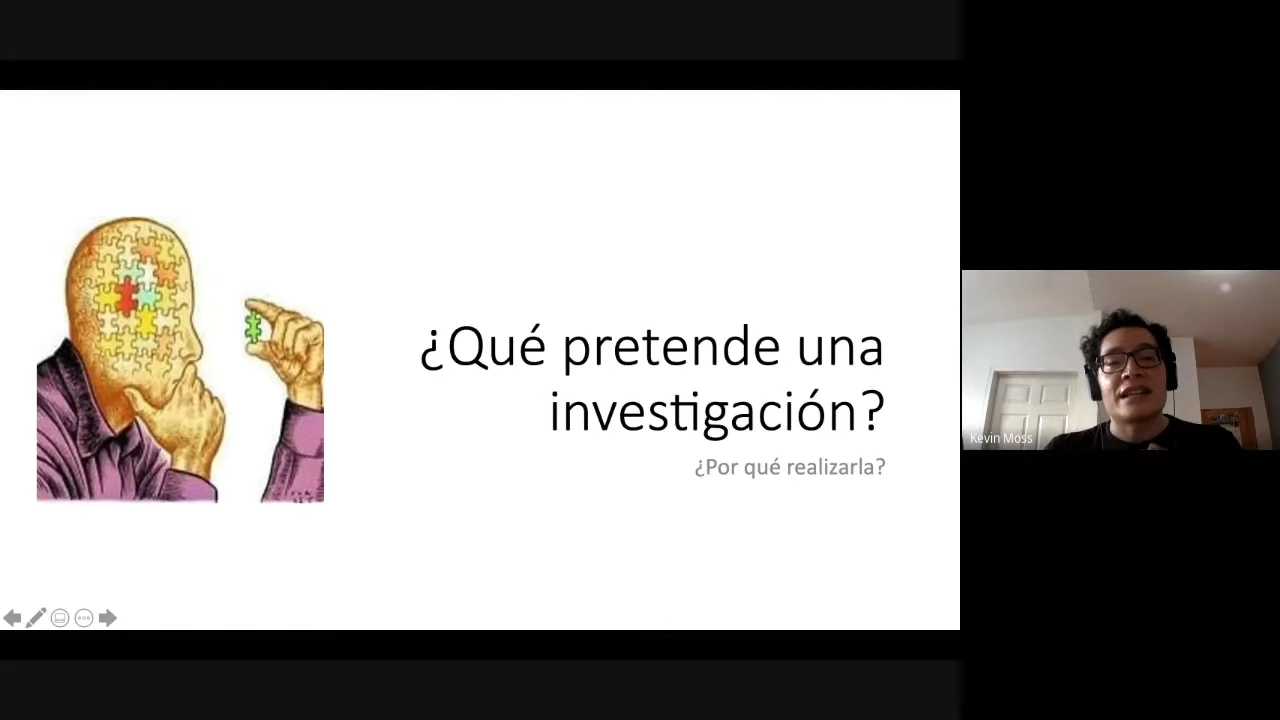 ¿Qué pretende una
investigación?
¿Por qué realizarla?
Kevin Moss